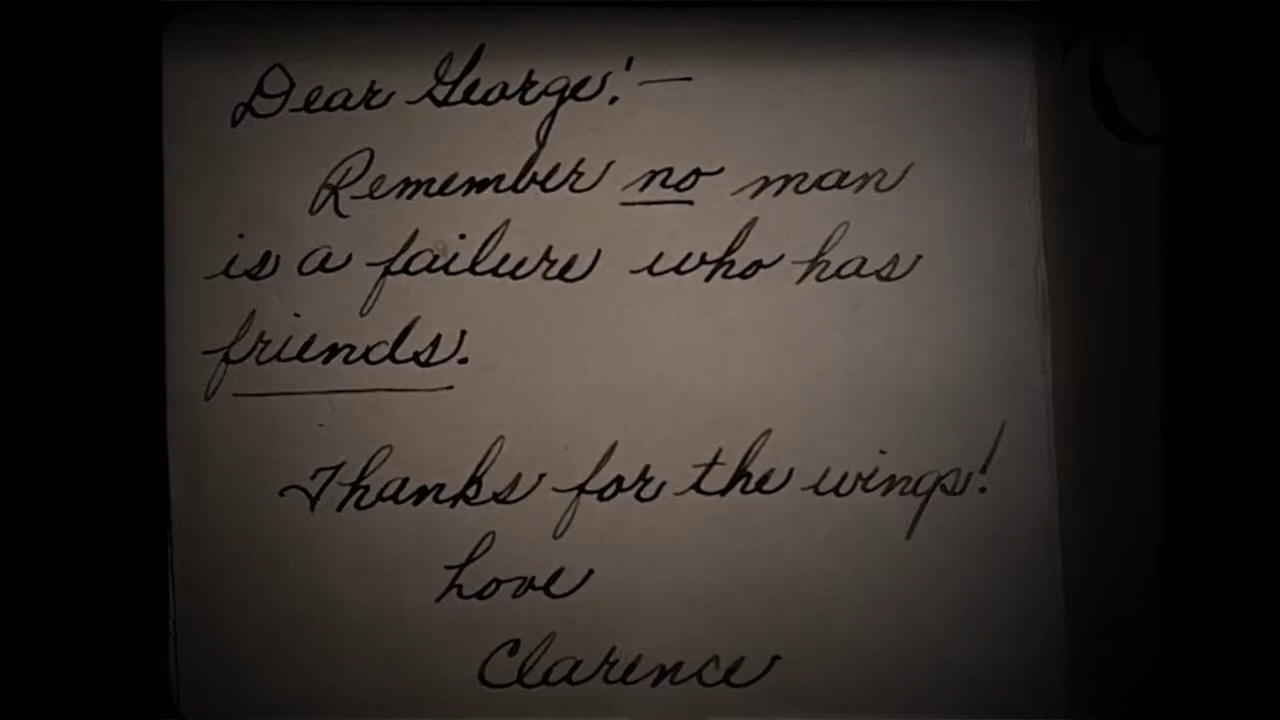 Dear George!—
Remember no man
is a failure who has
friends.
Thanks for the wings!
Love
Clarence